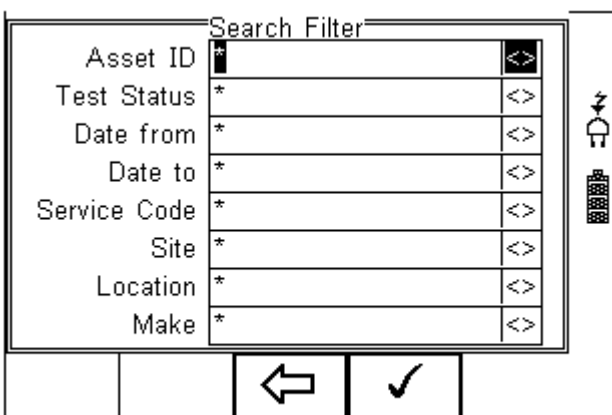 Search Filter
Asset ID * <>
Test Status * <>
Date from * <>
Date to * <>
Service Code * <>
Site * <>
Location * <>
Make * <>